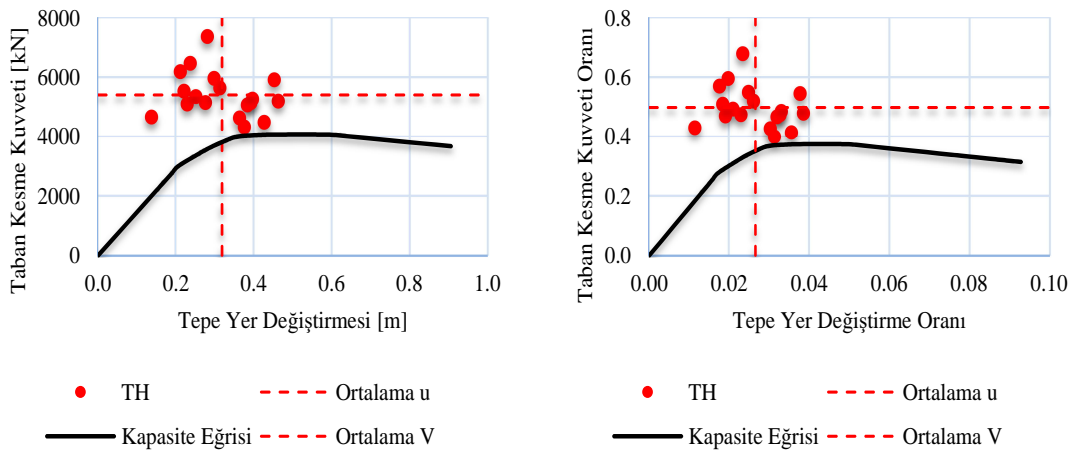 Taban Kesme Kuvveti [kN]
8000
6000
4000
2000
0
0.0 0.2 0.4 0.6 0.8 1.0
Tepe Yer Değiştirmesi [m]
TH
Ortalama u
Kapasite Eğrisi
Ortalama V
Taban Kesme Kuvveti Oranı
0.8
0.6
0.4
0.2
0.0
0.00 0.02 0.04 0.06 0.08 0.10
Tepe Yer Değiştirme Oranı
TH
Ortalama u
Kapasite Eğrisi
Ortalama V